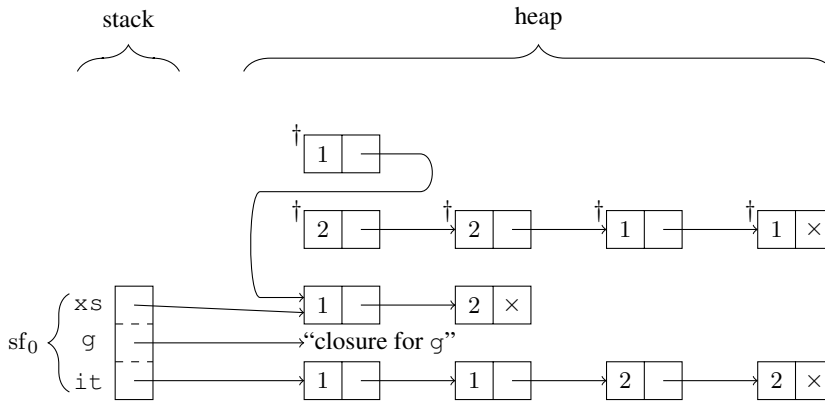 stack heap
† 1
† 2 † 2 † 1 † 1 ×
xs 1 2 ×
sf₀ g “closure for g”
it 1 1 2 2 ×